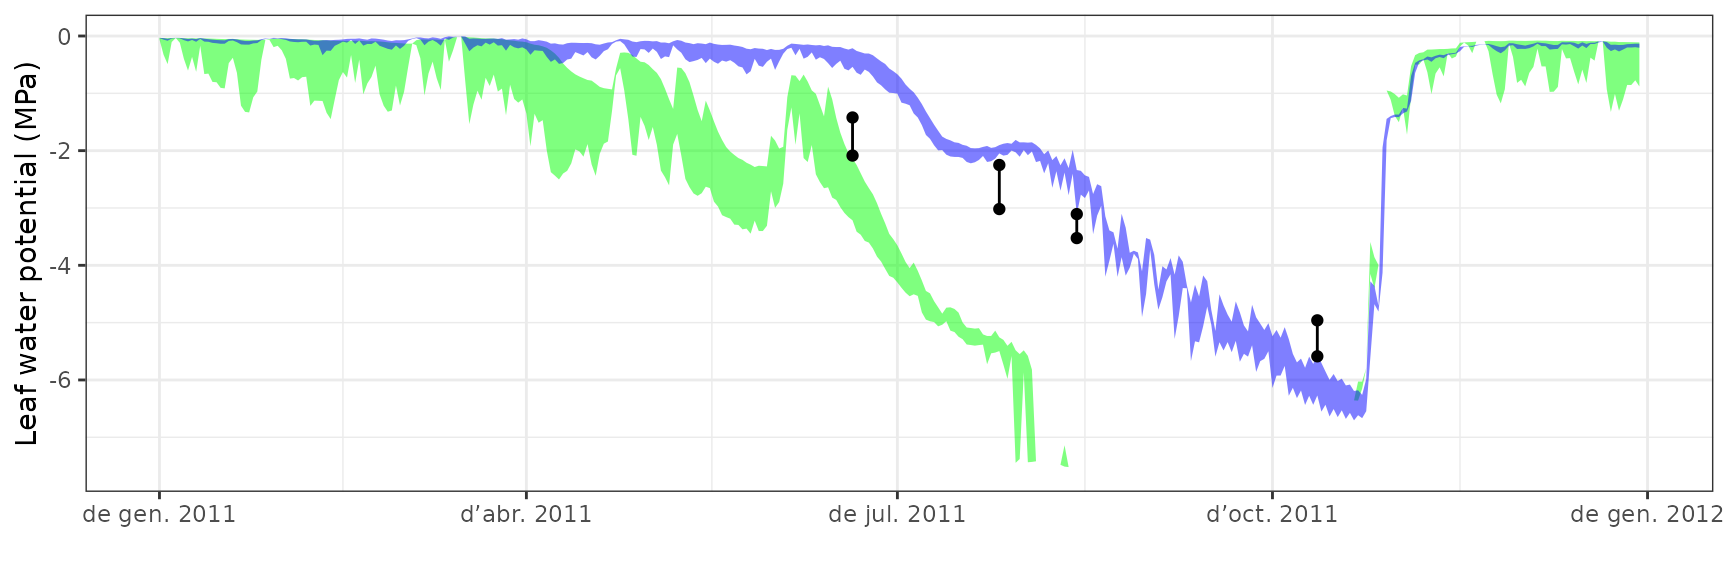 Leaf water potential (MPa)
0
-2
-4
-6
de gen. 2011
d’abr. 2011
de jul. 2011
d’oct. 2011
de gen. 2012